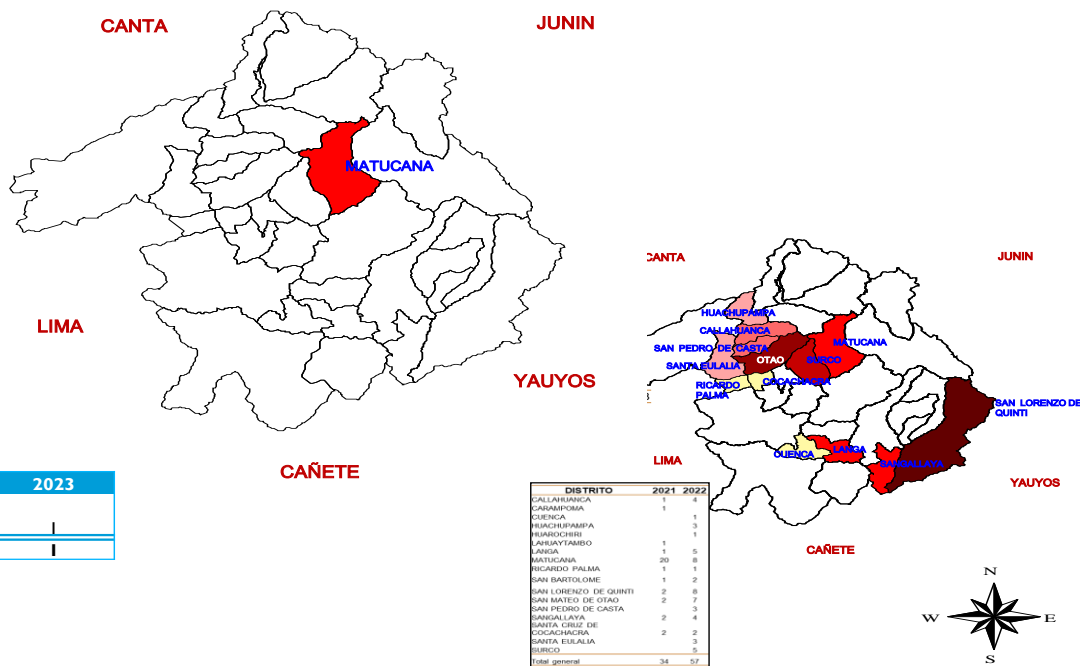 CANTA
JUNIN
MATUCANA
LIMA
YAUYOS
CAÑETE
2023
I
I
CANTA
JUNIN
HUACHUPAMPA
CALLAHUANCA
MATUCANA
SAN PEDRO DE CASTA
OTAO
SURCO
SANTA EULALIA
COCACHACRA
RICARDO
PALMA
SAN LORENZO DE
QUINTI
CUENCA
LANGA
LIMA
SANGALLAYA
YAUYOS
CAÑETE
DISTRITO 2021 2022
CALLAHUANCA 1 4
CARAMPOMA 1
CUENCA 1
HUACHUPAMPA 3
HUAROCHIRI 1
LAHUAYTAMBO 1
LANGA 1 5
MATUCANA 20 8
RICARDO PALMA 1 1
SAN BARTOLOME 1 2
SAN LORENZO DE QUINTI 2 8
SAN MATEO DE OTAO 2 7
SAN PEDRO DE CASTA 3
SANGALLAYA 2 4
SANTA CRUZ DE
COCACHACRA 2 2
SANTA EULALIA 3
SURCO 5
Total general 34 57
N
W E
S